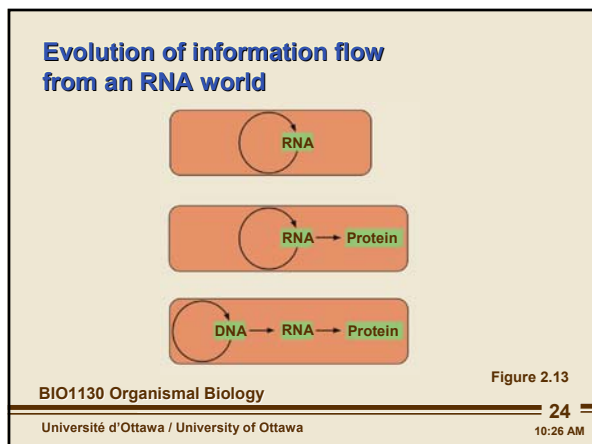 Evolution of information flow
from an RNA world
RNA
RNA Protein
DNA RNA Protein
Figure 2.13
BIO1130 Organismal Biology
24
Université d'Ottawa / University of Ottawa
10:26 AM